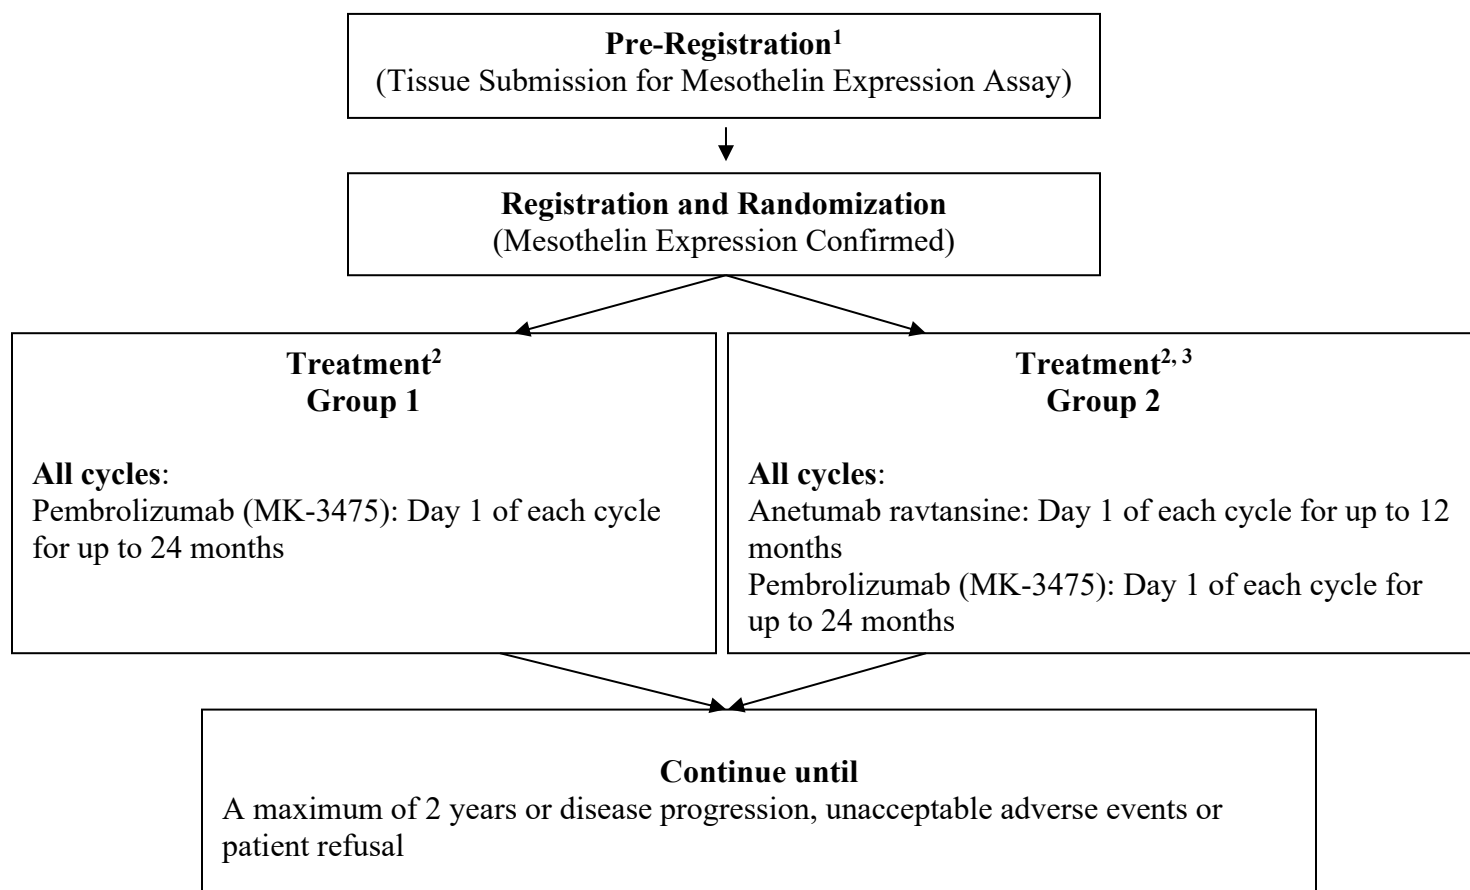 Pre-Registration¹
(Tissue Submission for Mesothelin Expression Assay)
Registration and Randomization
(Mesothelin Expression Confirmed)
Treatment²
Group 1
All cycles:
Pembrolizumab (MK-3475): Day 1 of each cycle
for up to 24 months
Treatment²,³
Group 2
All cycles:
Anetumab ravtansine: Day 1 of each cycle for up to 12
months
Pembrolizumab (MK-3475): Day 1 of each cycle for
up to 24 months
Continue until
A maximum of 2 years or disease progression, unacceptable adverse events or
patient refusal